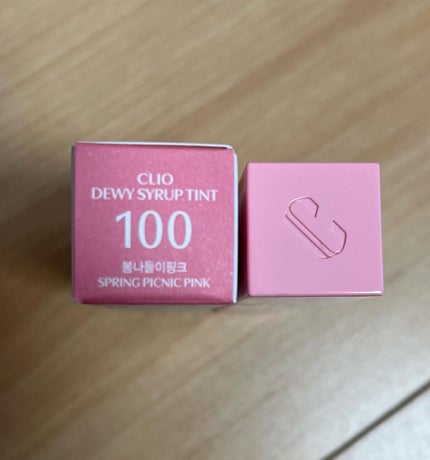 CLIO
DEWY SYRUP TINT
100
봄나들이핑크
SPRING PICNIC PINK